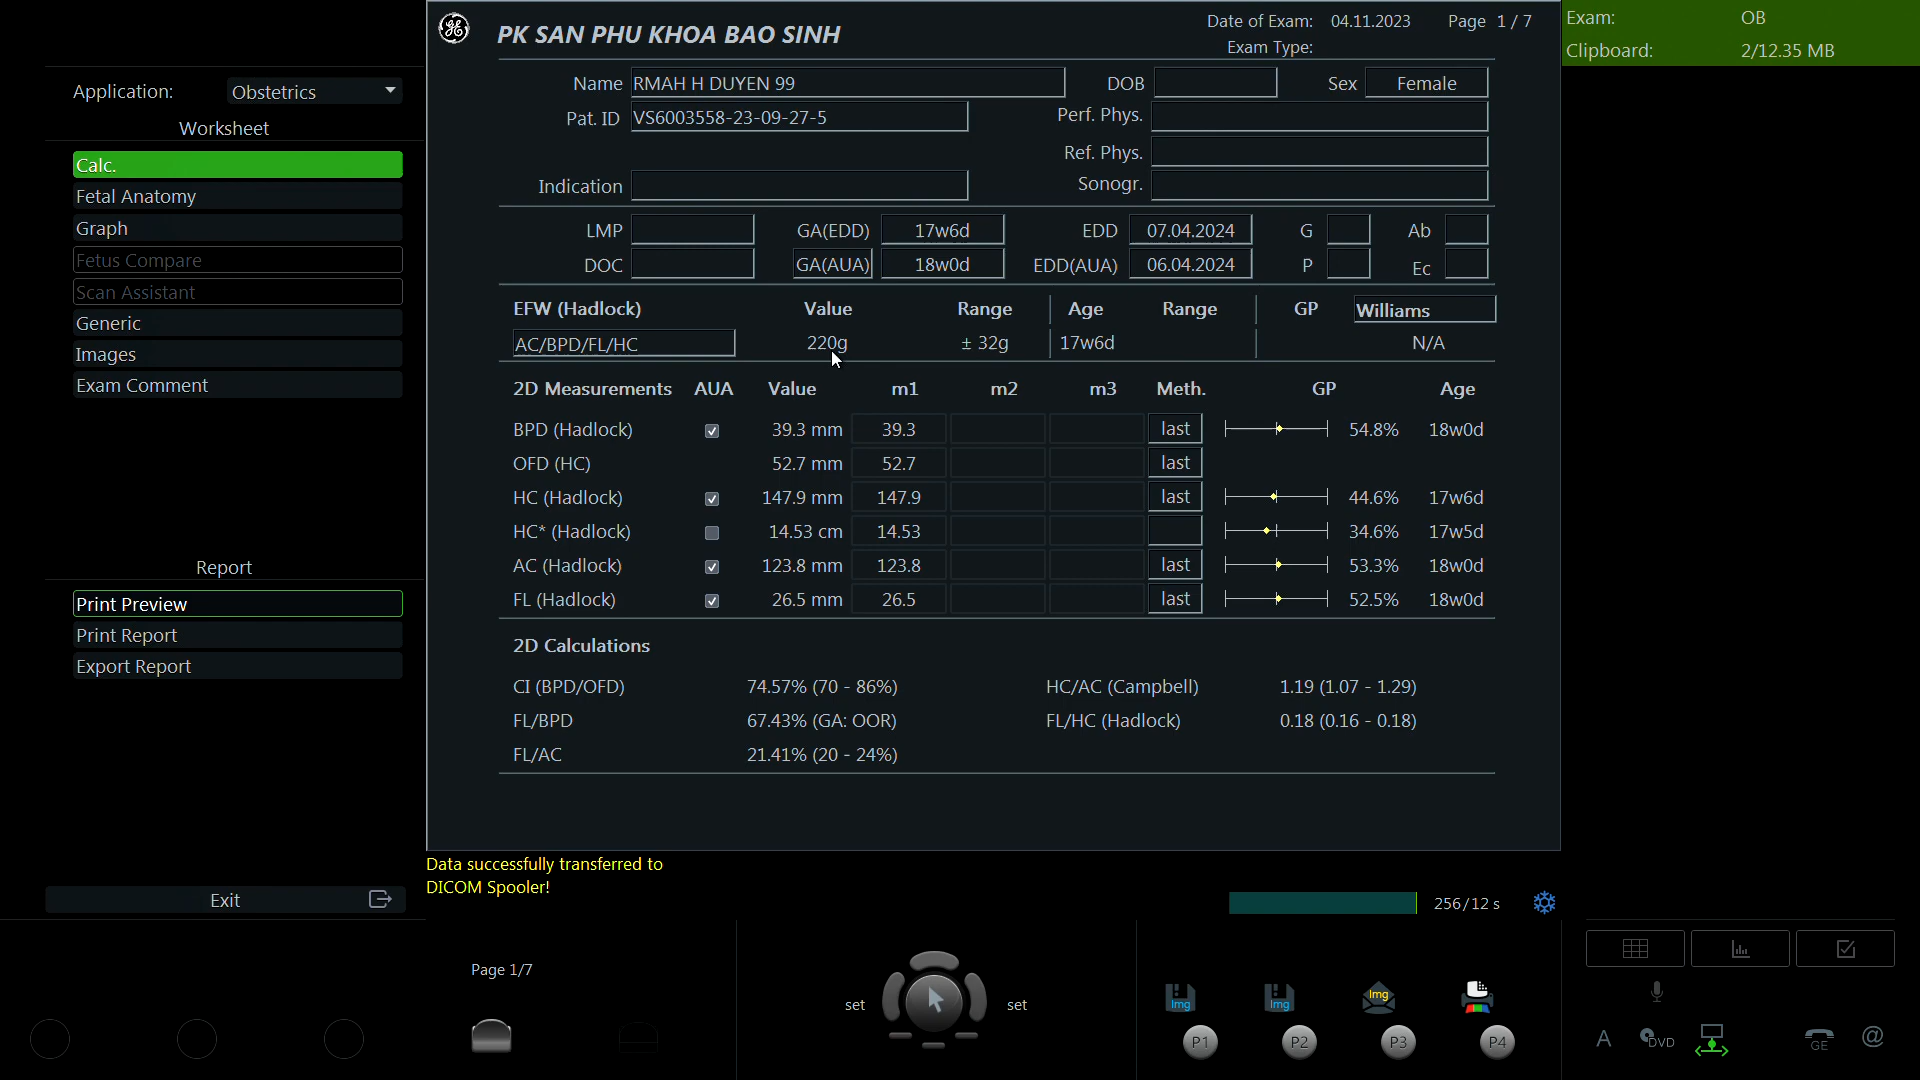 Application: Obstetrics
Worksheet
Calc.
Fetal Anatomy
Graph
Fetus Compare
Scan Assistant
Generic
Images
Exam Comment
Report
Print Preview
Print Report
Export Report
Exit
PK SAN PHU KHOA BAO SINH
Date of Exam: 04.11.2023 Page 1 / 7
Exam Type:
Name RMAH H DUYEN 99 DOB Sex Female
Pat. ID VS6003558-23-09-27-5 Perf. Phys.
Ref. Phys.
Indication Sonogr.
LMP GA(EDD) 17w6d EDD 07.04.2024 G Ab
DOC GA(AUA) 18w0d EDD(AUA) 06.04.2024 P Ec
EFW (Hadlock) Value Range Age Range GP Williams
AC/BPD/FL/HC 220g ± 32g 17w6d N/A
2D Measurements AUA Value m1 m2 m3 Meth. GP Age
BPD (Hadlock) 39.3 mm 39.3 last 54.8% 18w0d
OFD (HC) 52.7 mm 52.7 last
HC (Hadlock) 147.9 mm 147.9 last 44.6% 17w6d
HC* (Hadlock) 14.53 cm 14.53 34.6% 17w5d
AC (Hadlock) 123.8 mm 123.8 last 53.3% 18w0d
FL (Hadlock) 26.5 mm 26.5 last 52.5% 18w0d
2D Calculations
CI (BPD/OFD) 74.57% (70 - 86%) HC/AC (Campbell) 1.19 (1.07 - 1.29)
FL/BPD 67.43% (GA: OOR) FL/HC (Hadlock) 0.18 (0.16 - 0.18)
FL/AC 21.41% (20 - 24%)
Exam: OB
Clipboard: 2/12.35 MB
Data successfully transferred to
DICOM Spooler!
256/12 s
Page 1/7
set set
Img Img Img
P1 P2 P3 P4
A DVD GE @